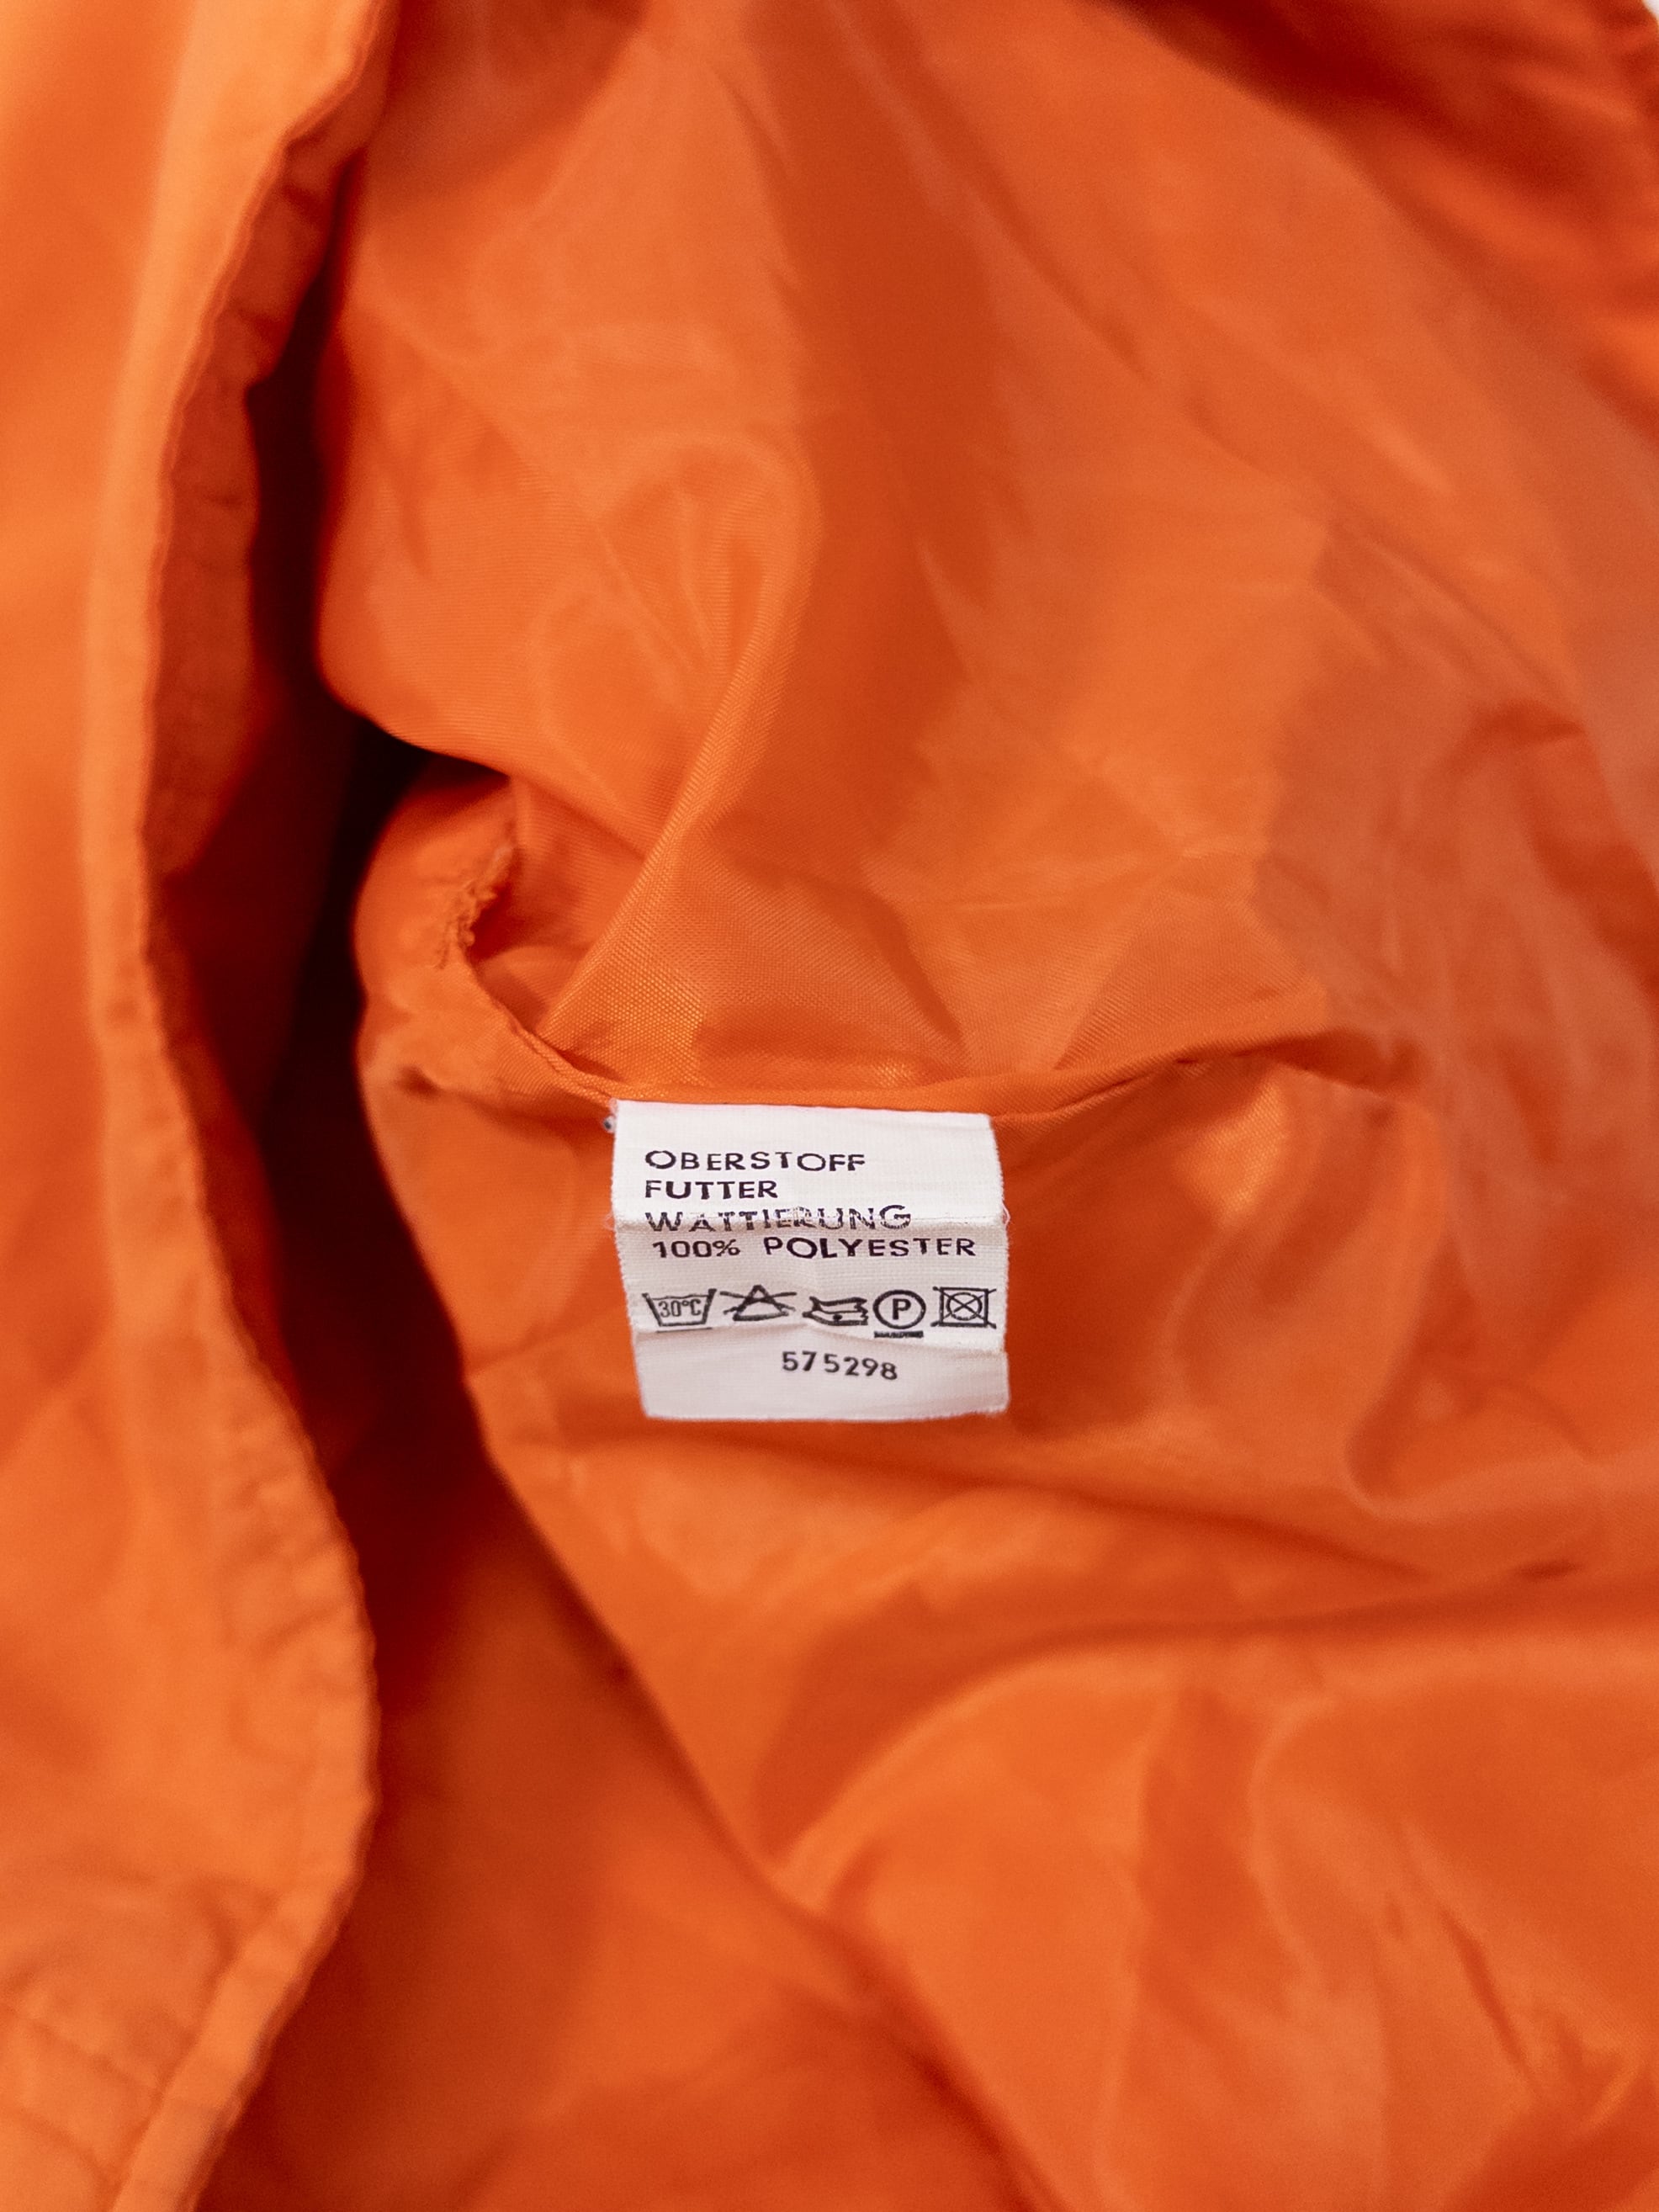 OBERSTOFF
FUTTER
WATTIERUNG
100% POLYESTER
30°C P
575298